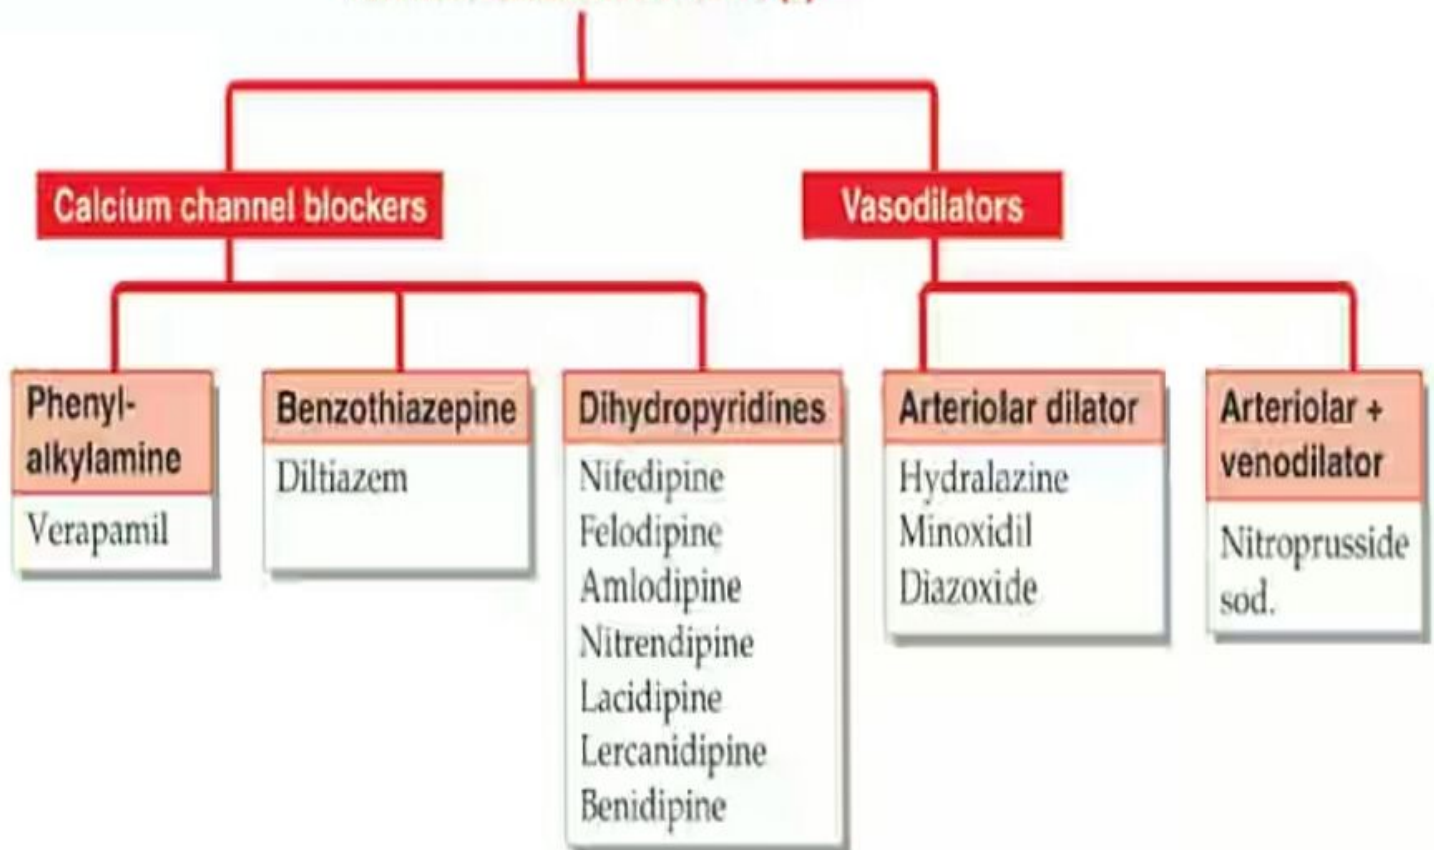 Calcium channel blockers
Vasodilators
Phenyl-
alkylamine
Verapamil
Benzothiazepine
Diltiazem
Dihydropyridines
Nifedipine
Felodipine
Amlodipine
Nitrendipine
Lacidipine
Lercanidipine
Benidipine
Arteriolar dilator
Hydralazine
Minoxidil
Diazoxide
Arteriolar +
venodilator
Nitroprusside
sod.